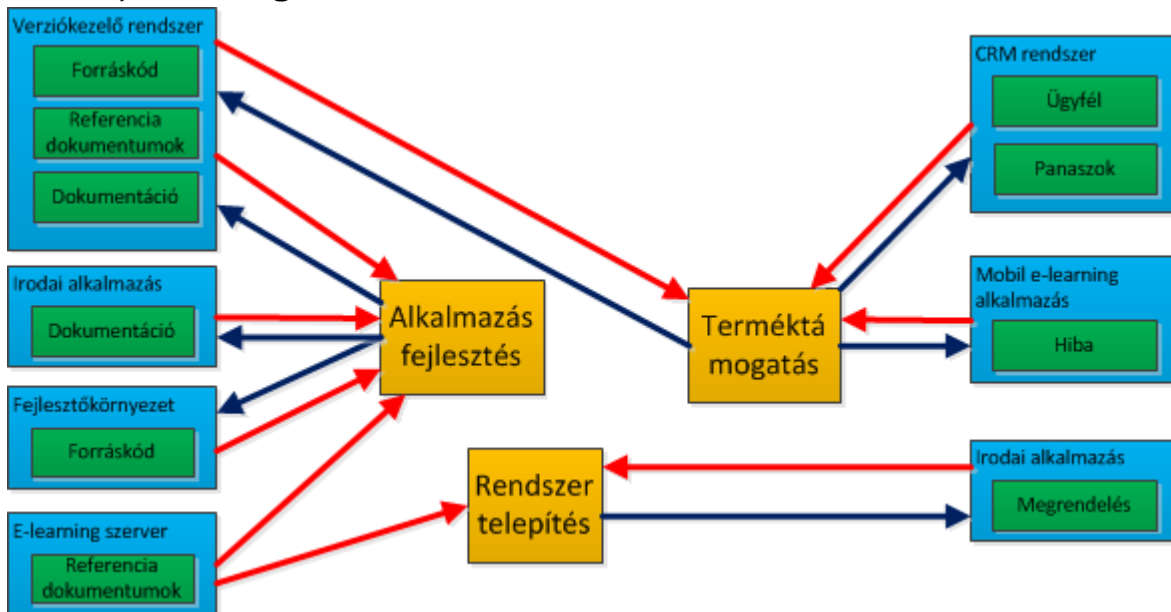 Verziókezelő rendszer
Forráskód
Referencia
dokumentumok
Dokumentáció
Irodai alkalmazás
Dokumentáció
Fejlesztőkörnyezet
Forráskód
E-learning szerver
Referencia
dokumentumok
Alkalmazás
fejlesztés
Rendszer
telepítés
Terméktá
mogatás
CRM rendszer
Ügyfél
Panaszok
Mobil e-learning
alkalmazás
Hiba
Irodai alkalmazás
Megrendelés